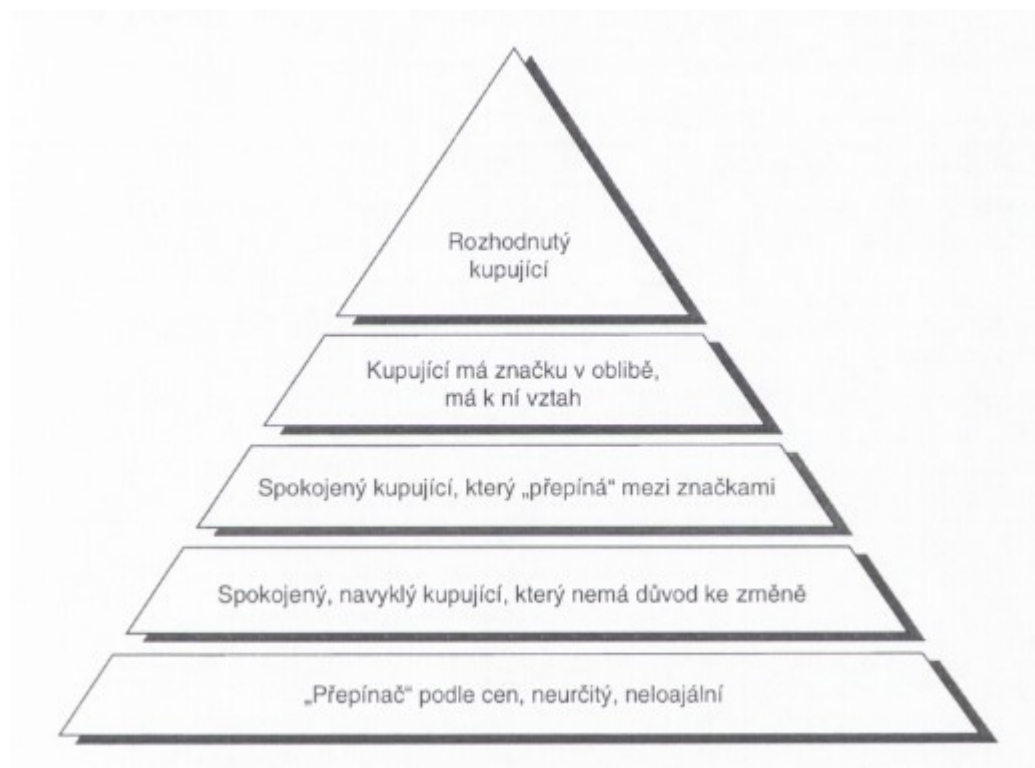 Rozhodnutý
kupující
Kupující má značku v oblibě,
má k ní vztah
Spokojený kupující, který „přepíná“ mezi značkami
Spokojený, navyklý kupující, který nemá důvod ke změně
„Přepínač“ podle cen, neurčitý, neloajální